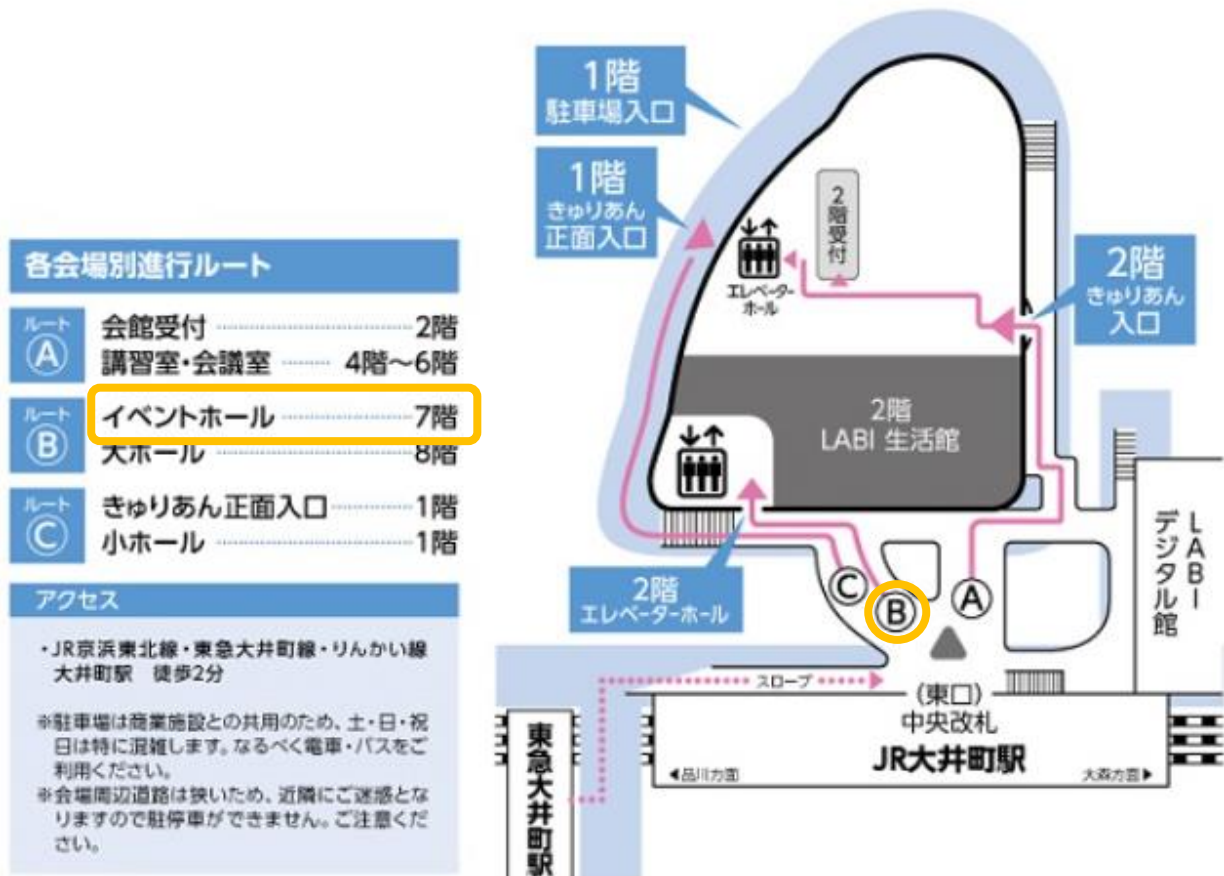 各会場別進行ルート
ルート
Ⓐ
会館受付 ………………… 2階
講習室・会議室 ……… 4階～6階
ルート
Ⓑ
イベントホール ………… 7階
大ホール ………………… 8階
ルート
Ⓒ
きゅりあん正面入口 …… 1階
小ホール ………………… 1階
アクセス
・JR京浜東北線・東急大井町線・りんかい線
大井町駅　徒歩2分
※駐車場は商業施設との共用のため、土・日・祝
日は特に混雑します。なるべく電車・バスをご
利用ください。
※会場周辺道路は狭いため、近隣にご迷惑とな
りますので駐停車ができません。ご注意くだ
さい。
1階
駐車場入口
1階
きゅりあん
正面入口
2階受付
エレベーター
ホール
2階
きゅりあん
入口
2階
LABI 生活館
2階
エレベーターホール
Ⓒ
Ⓑ
Ⓐ
LABI
デジタル館
スロープ
(東口)
中央改札
JR大井町駅
◀品川方面
大森方面▶
東急大井町駅